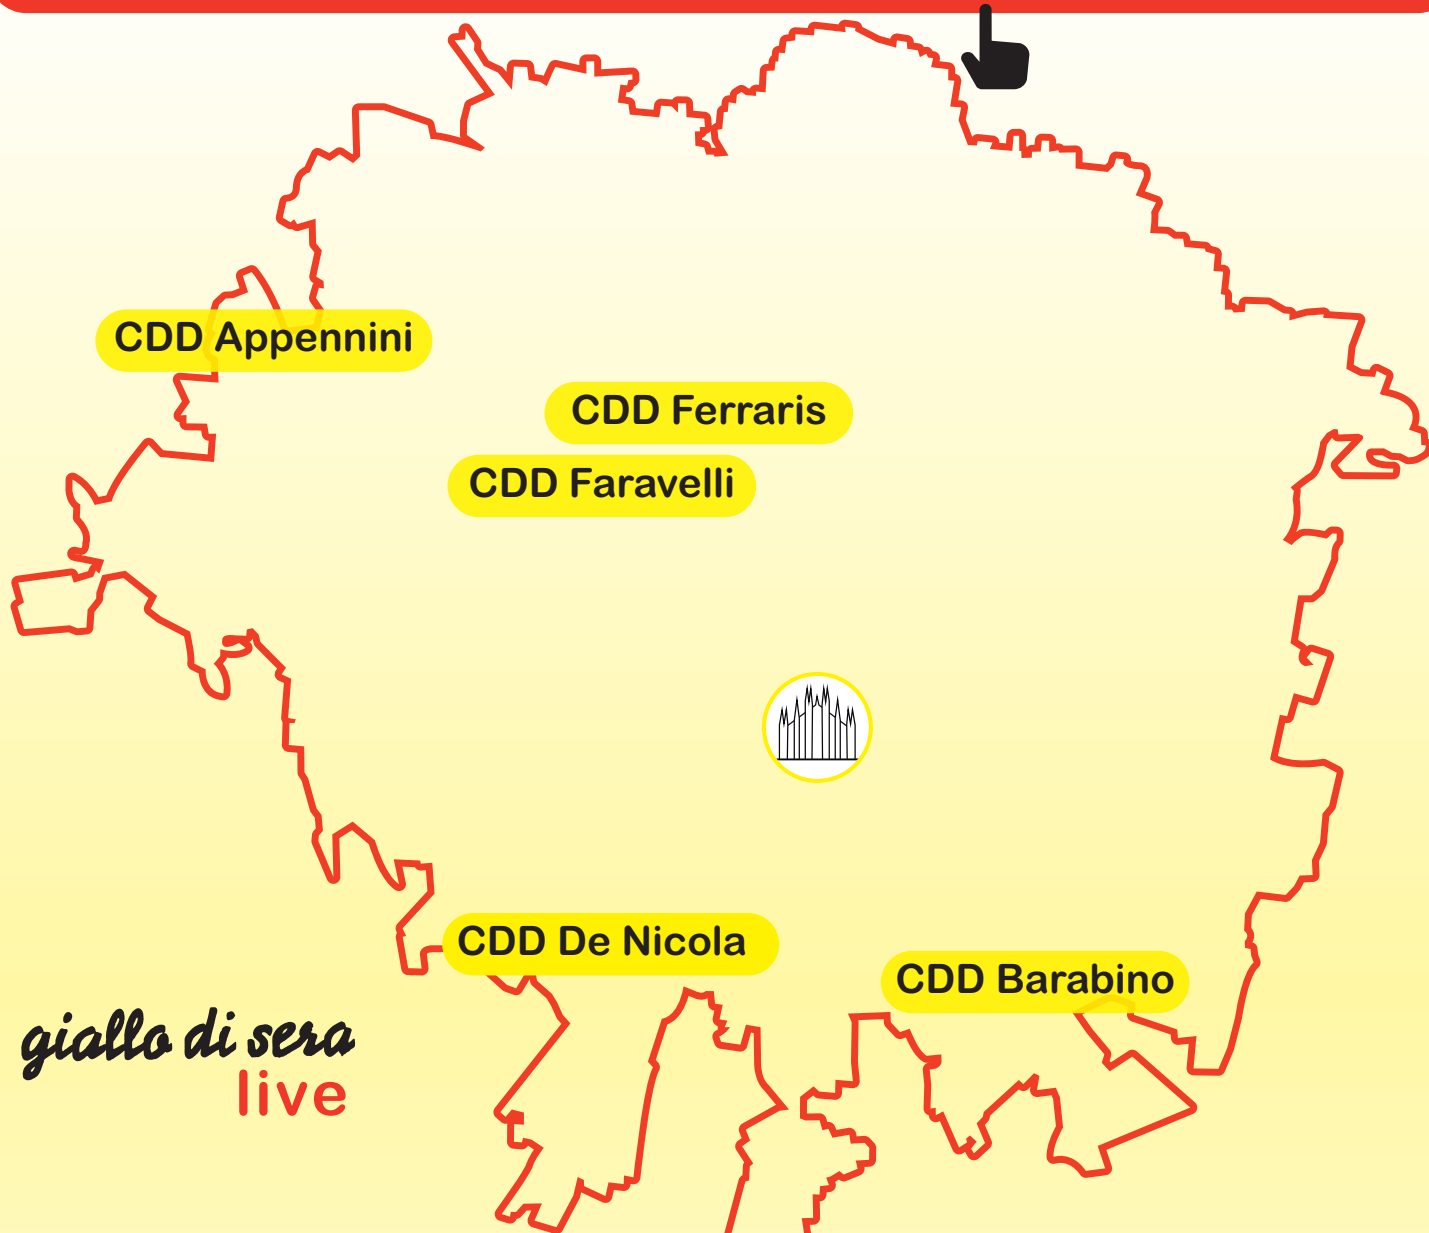 CDD Appennini
CDD Ferraris
CDD Faravelli
CDD De Nicola
CDD Barabino
giallo di sera
live